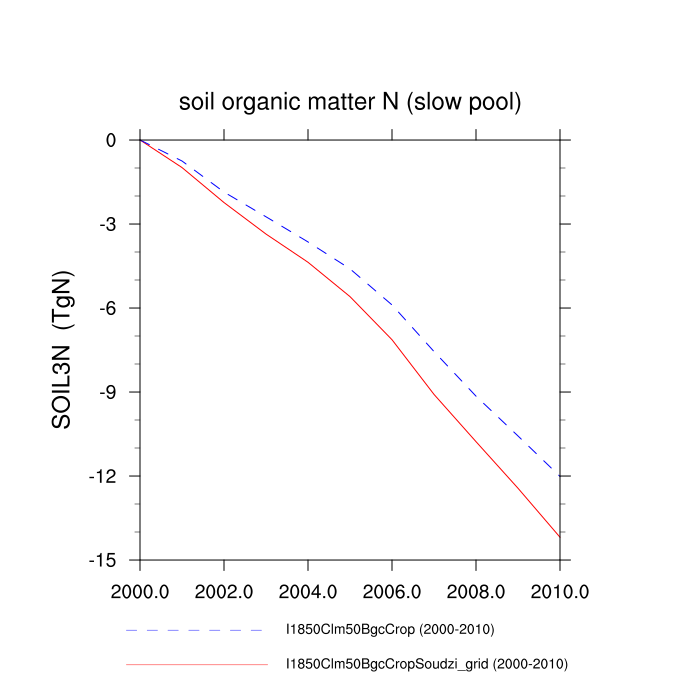 soil organic matter N (slow pool)
0
-3
-6
-9
-12
-15
SOIL3N (TgN)
2000.0 2002.0 2004.0 2006.0 2008.0 2010.0
I1850Clm50BgcCrop (2000-2010)
I1850Clm50BgcCropSoudzi_grid (2000-2010)